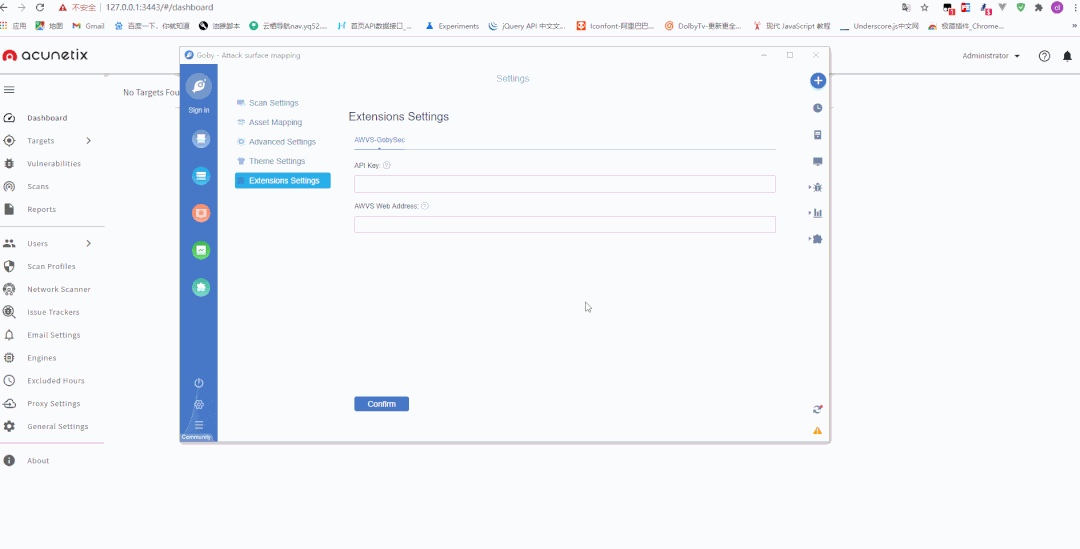 不安全 127.0.0.1:3443/#/dashboard
应用 地图 Gmail 百度一下，你就知道 油猴脚本 云栖导航nav.yq52.... 首页API数据接口_... Experiments jQuery API 中文文... Iconfont-阿里巴巴... DolbyTv-更新更全... 现代 JavaScript 教程 Underscore.js中文网 极简插件_Chrome... »
acunetix
Administrator
Goby - Attack surface mapping
Settings
No Targets Fou
Sign in
Scan Settings
Asset Mapping
Advanced Settings
Theme Settings
Extensions Settings
Extensions Settings
AWVS-GobySec
API Key:
AWVS Web Address:
Confirm
Community
Dashboard
Targets
Vulnerabilities
Scans
Reports
Users
Scan Profiles
Network Scanner
Issue Trackers
Email Settings
Engines
Excluded Hours
Proxy Settings
General Settings
About